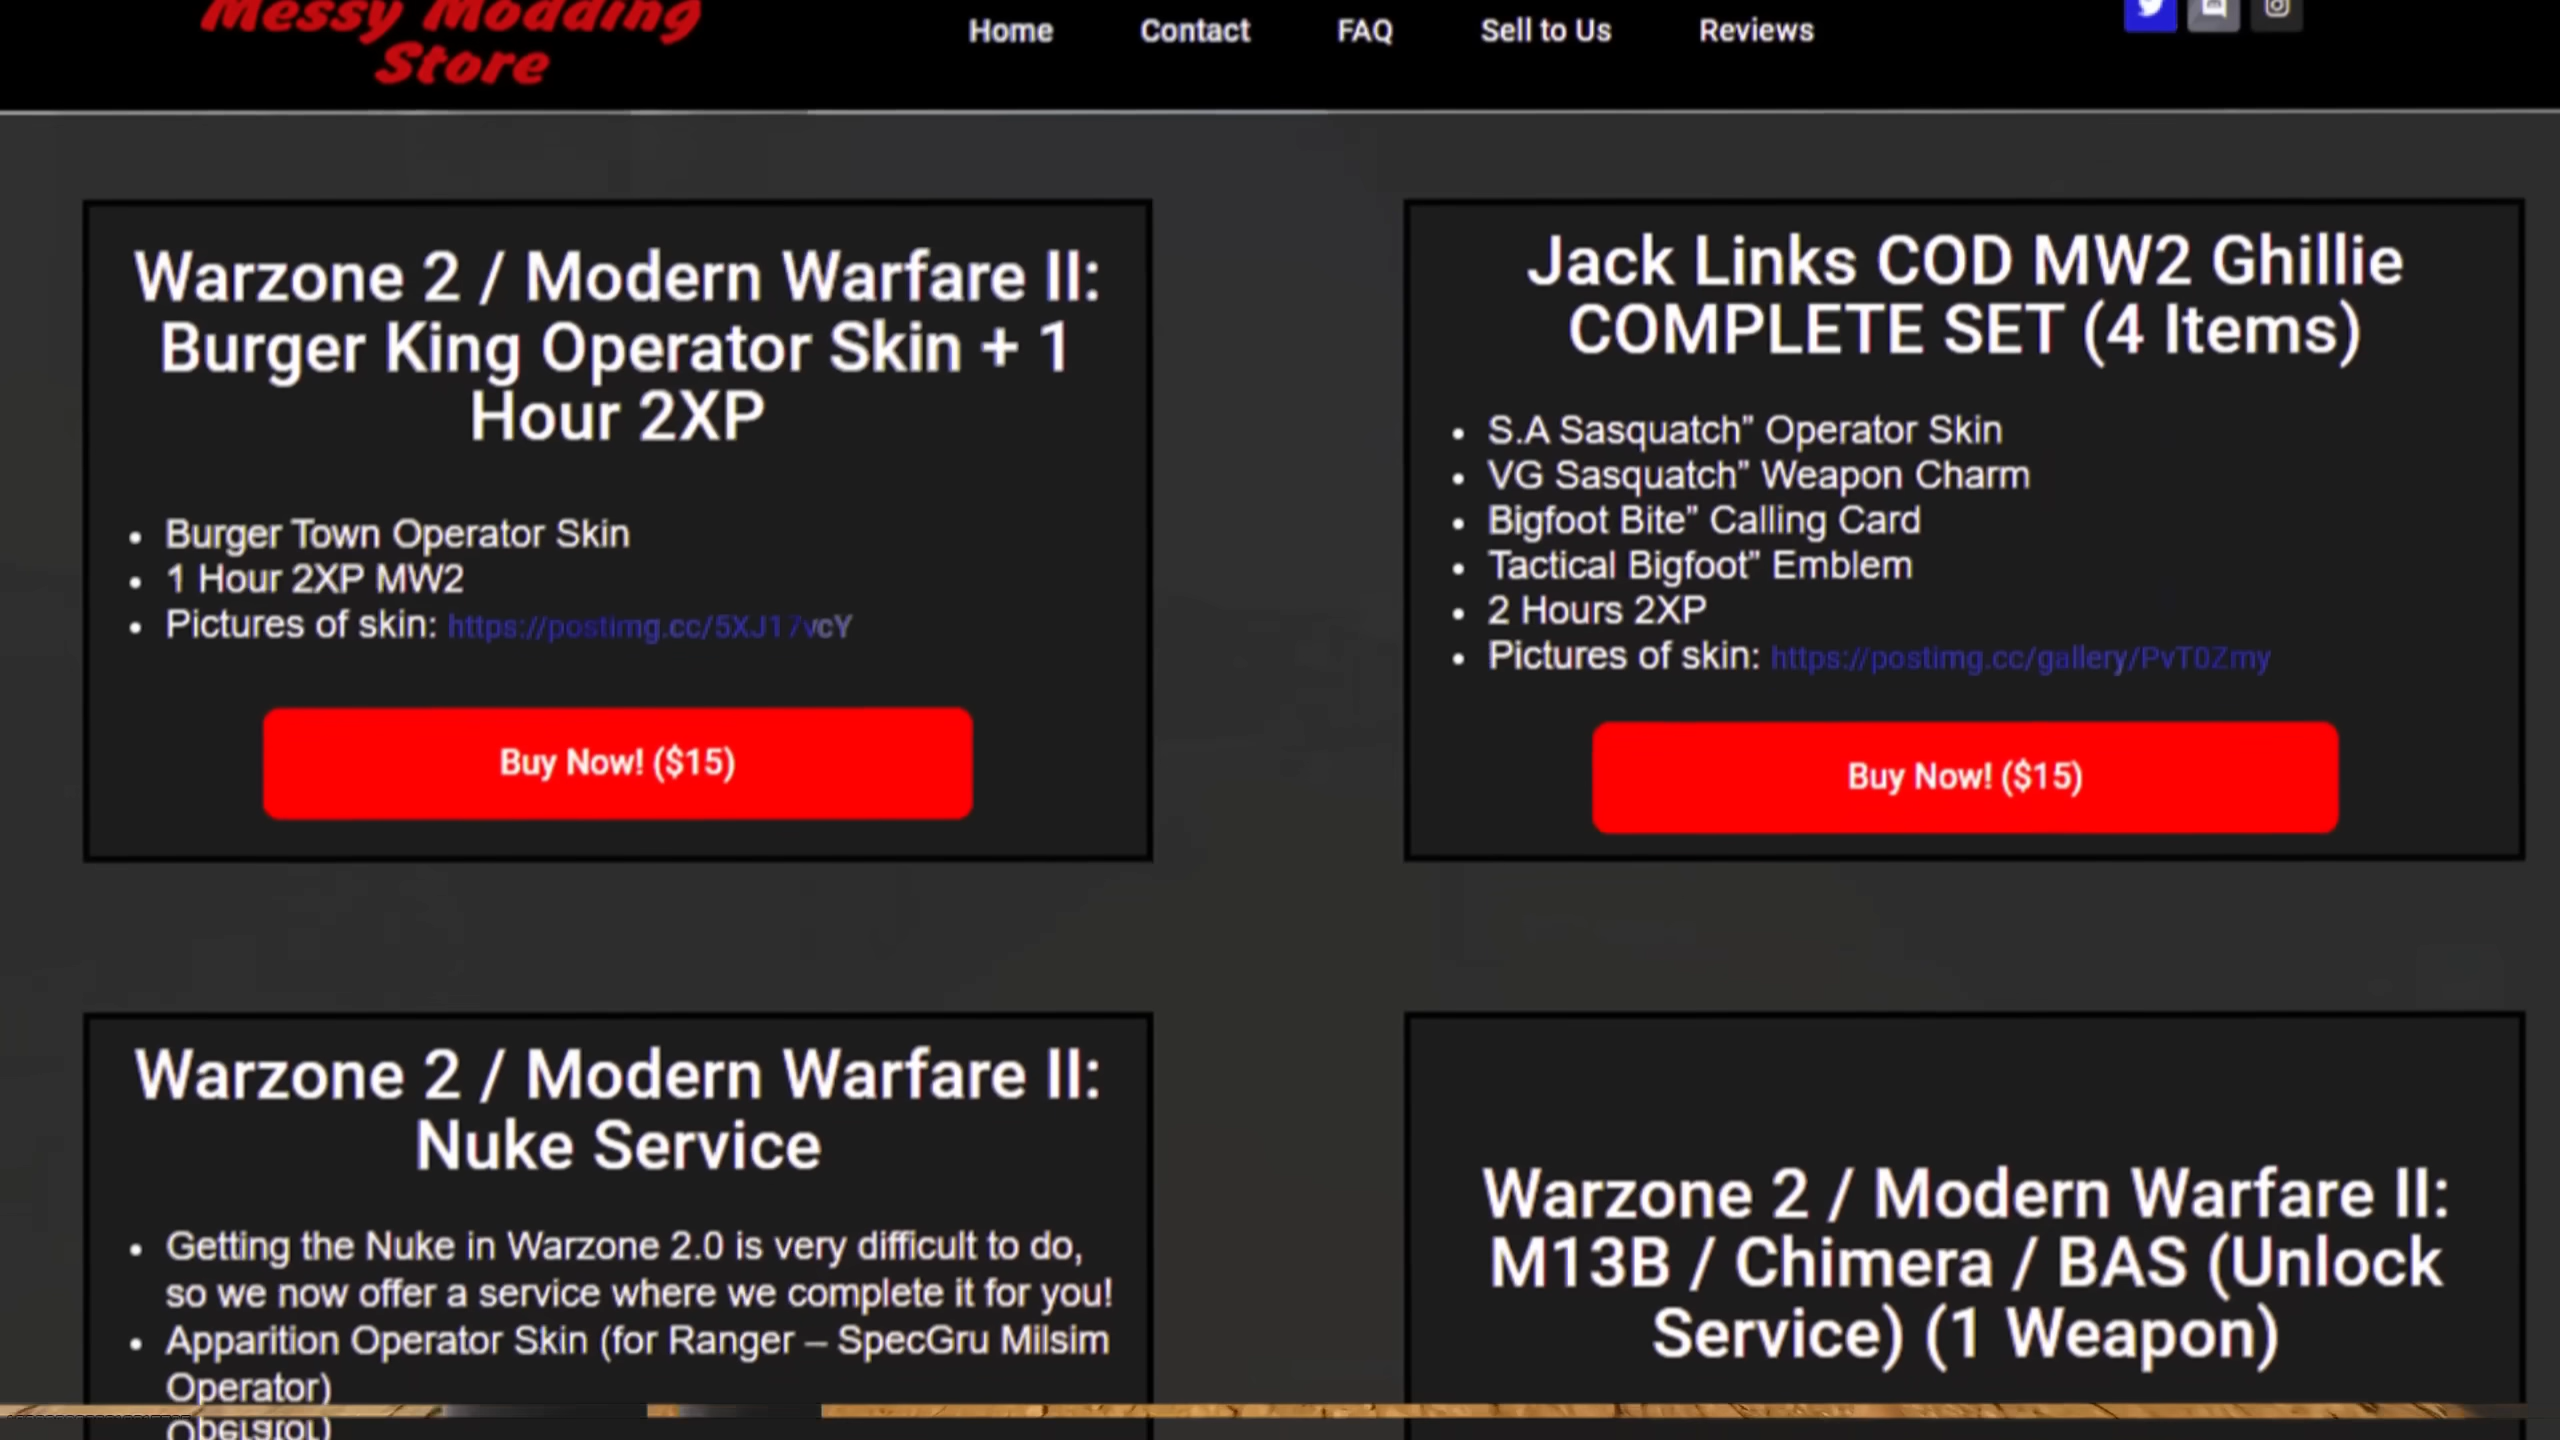 Messy Modding
Store
Home Contact FAQ Sell to Us Reviews
Warzone 2 / Modern Warfare II:
Burger King Operator Skin + 1
Hour 2XP
• Burger Town Operator Skin
• 1 Hour 2XP MW2
• Pictures of skin: https://postimg.cc/5XJ17vcY
Buy Now! ($15)
Jack Links COD MW2 Ghillie
COMPLETE SET (4 Items)
• S.A Sasquatch” Operator Skin
• VG Sasquatch” Weapon Charm
• Bigfoot Bite” Calling Card
• Tactical Bigfoot” Emblem
• 2 Hours 2XP
• Pictures of skin: https://postimg.cc/gallery/PvT0Zmy
Buy Now! ($15)
Warzone 2 / Modern Warfare II:
Nuke Service
• Getting the Nuke in Warzone 2.0 is very difficult to do,
so we now offer a service where we complete it for you!
• Apparition Operator Skin (for Ranger – SpecGru Milsim
Operator)
Warzone 2 / Modern Warfare II:
M13B / Chimera / BAS (Unlock
Service) (1 Weapon)